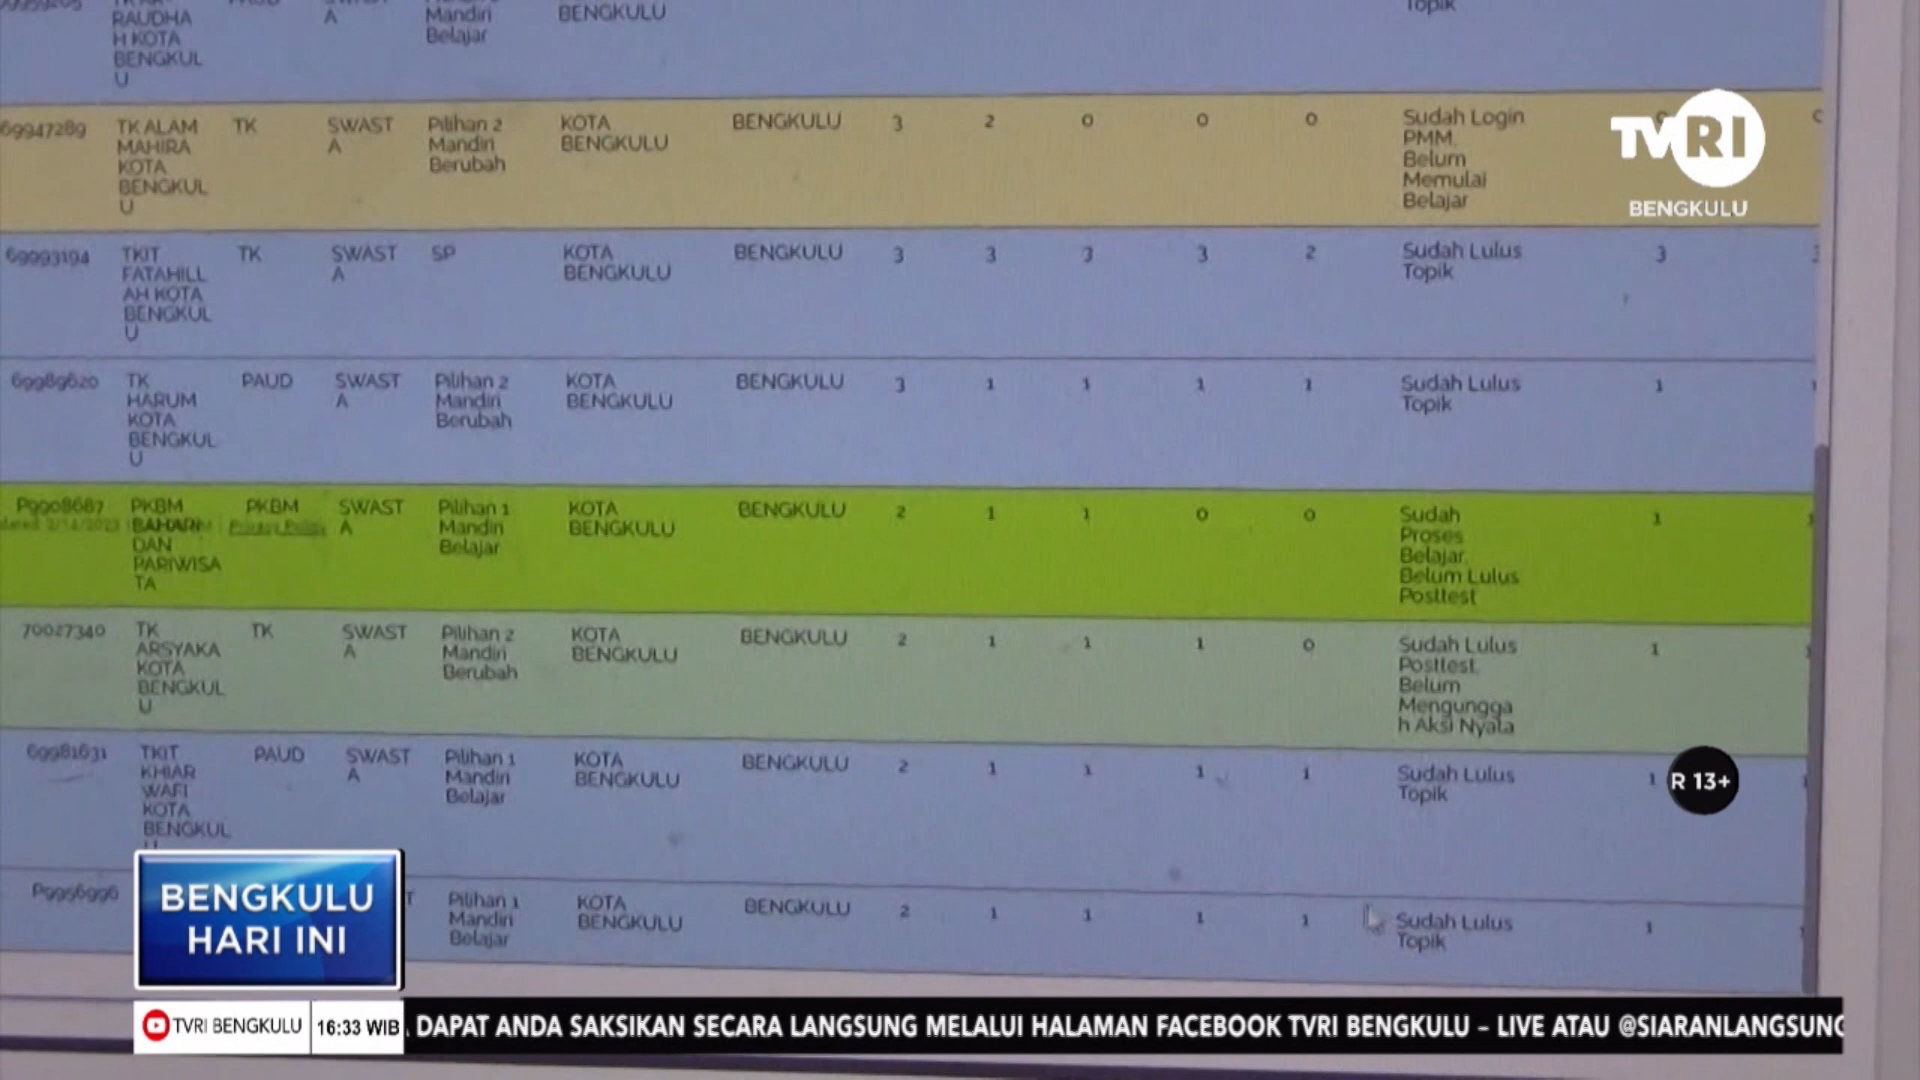 RAUDHA
H KOTA
BENGKUL
U
A
Mandiri
Belajar
BENGKULU
Topik
69947289 TK ALAM TK SWAST Pilihan 2 KOTA BENGKULU 3 2 0 0 0 Sudah Login
MAHIRA A Mandiri BENGKULU PMM,
KOTA Berubah Belum
BENGKUL Memulai
U Belajar
69993194 TKIT TK SWAST SP KOTA BENGKULU 3 3 3 3 2 Sudah Lulus 3
FATAHILL A BENGKULU Topik
AH KOTA
BENGKUL
U
69989620 TK PAUD SWAST Pilihan 2 KOTA BENGKULU 3 1 1 1 1 Sudah Lulus 1
HARUM A Mandiri BENGKULU Topik
KOTA Berubah
BENGKUL
U
P9908687 PKBM PKBM SWAST Pilihan 1 KOTA BENGKULU 2 1 1 0 0 Sudah 1
BAHARI Privacy Policy A Mandiri BENGKULU Proses
DAN Belajar Belajar,
PARIWISA Belum Lulus
TA Posttest
70027340 TK TK SWAST Pilihan 2 KOTA BENGKULU 2 1 1 1 0 Sudah Lulus 1
ARSYAKA A Mandiri BENGKULU Posttest,
KOTA Berubah Belum
BENGKUL Mengungga
U h Aksi Nyata
69981631 TKIT PAUD SWAST Pilihan 1 KOTA BENGKULU 2 1 1 1 1 Sudah Lulus 1
KHIAR A Mandiri BENGKULU Topik
WAFI Belajar
KOTA
BENGKUL
P9956996 Pilihan 1 KOTA BENGKULU 2 1 1 1 1 Sudah Lulus 1
Mandiri BENGKULU Topik
Belajar
TVRI
BENGKULU
R 13+
BENGKULU
HARI INI
TVRI BENGKULU 16:33 WIB DAPAT ANDA SAKSIKAN SECARA LANGSUNG MELALUI HALAMAN FACEBOOK TVRI BENGKULU – LIVE ATAU @SIARANLANGSUNG